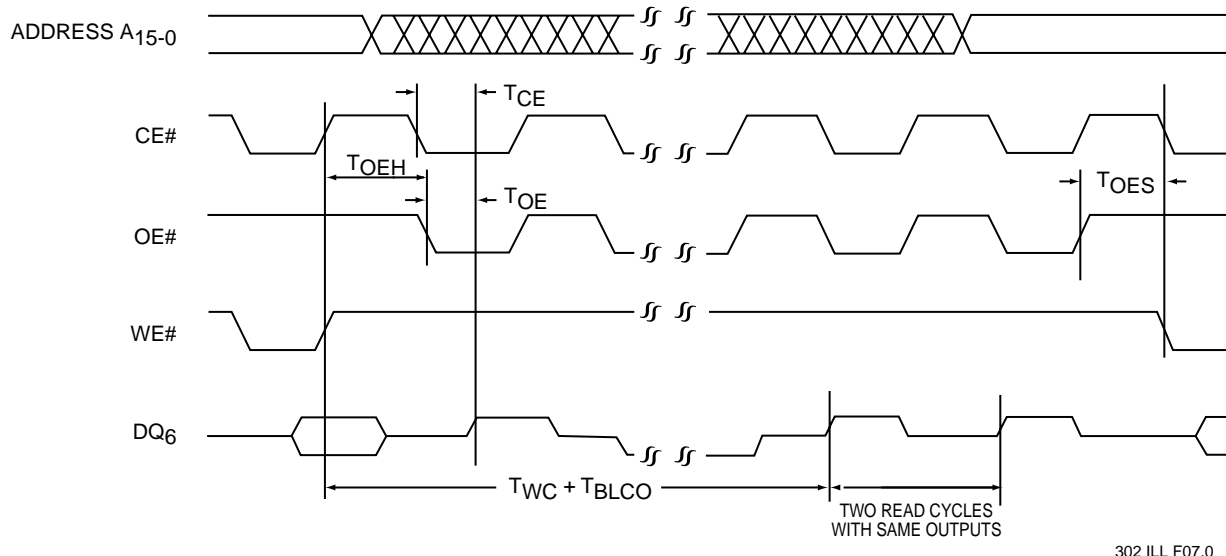 ADDRESS A15-0
TCE
CE#
TOEH
TOES
TOE
OE#
WE#
DQ6
TWC + TBLCO
TWO READ CYCLES
WITH SAME OUTPUTS
302 ILL F07.0